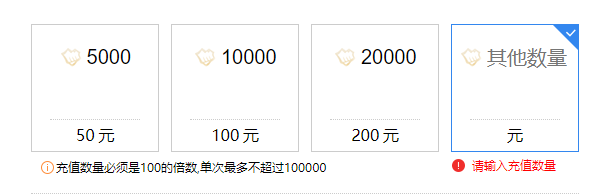 5000 10000 20000 其他数量
50 元 100 元 200 元 元
充值数量必须是100的倍数,单次最多不超过100000 请输入充值数量